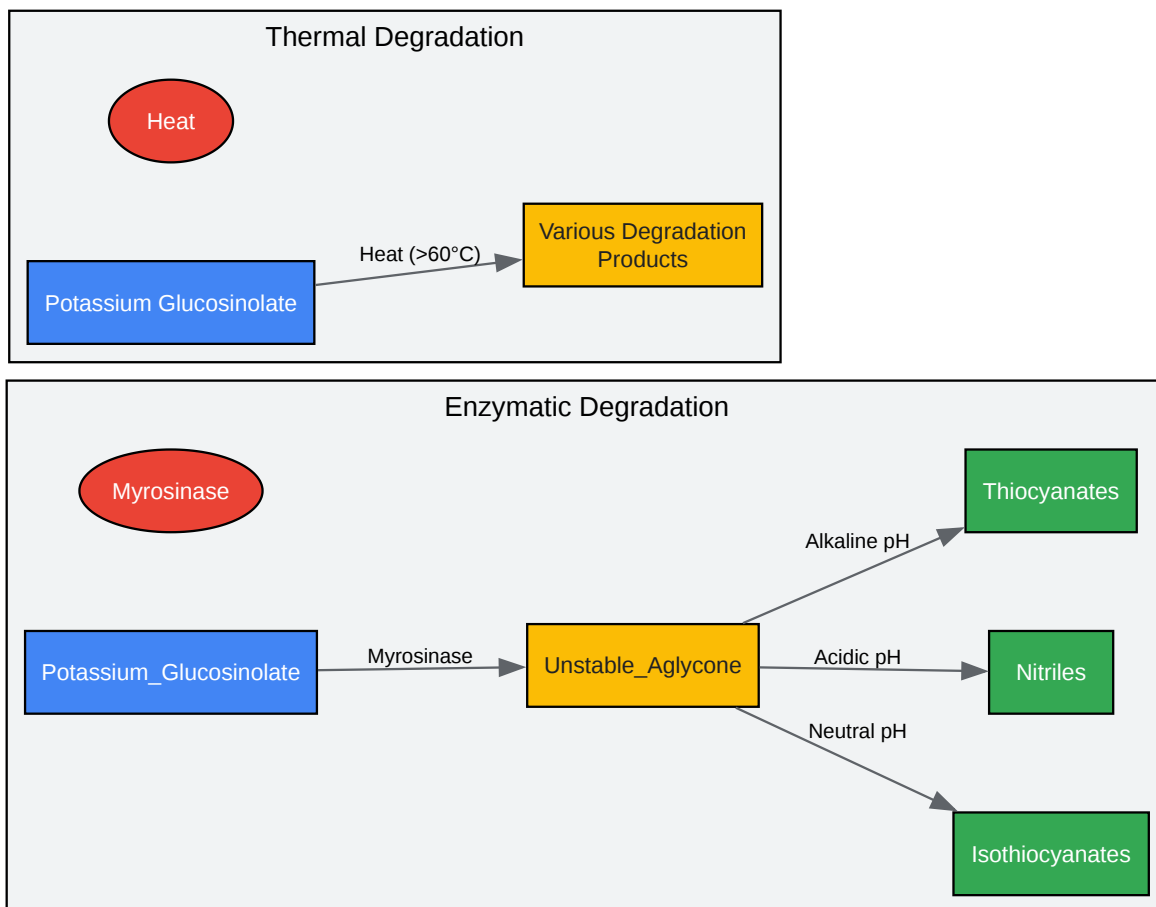 Thermal Degradation
Heat
Heat (>60°C)
Various Degradation
Products
Potassium Glucosinolate
Enzymatic Degradation
Myrosinase
Thiocyanates
Alkaline pH
Potassium_Glucosinolate
Myrosinase
Unstable_Aglycone
Acidic pH
Nitriles
Neutral pH
Isothiocyanates